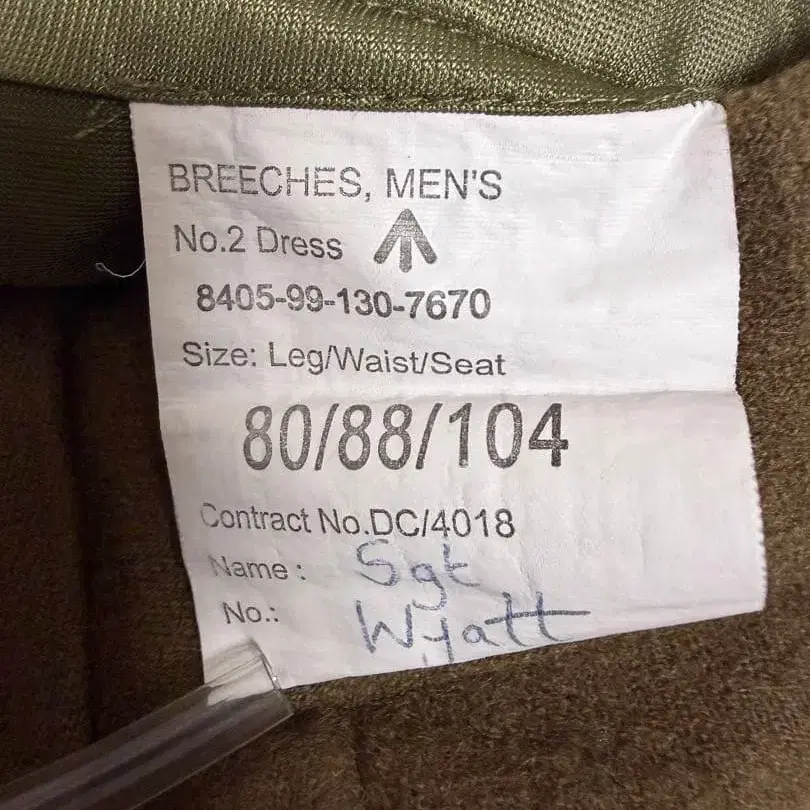 BREECHES, MEN'S
No.2 Dress
8405-99-130-7670
Size: Leg/Waist/Seat
80/88/104
Contract No.DC/4018
Name : Sgt
No.: Wyatt